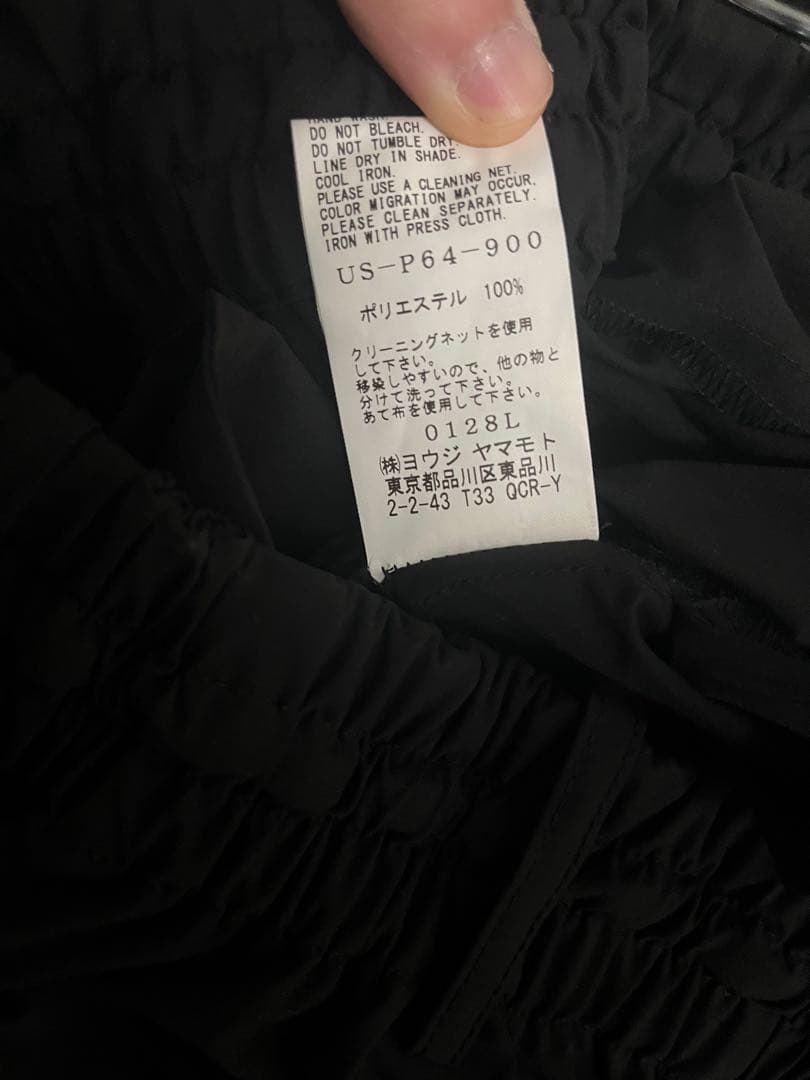 HAND WASH.
DO NOT BLEACH.
DO NOT TUMBLE DRY.
LINE DRY IN SHADE.
COOL IRON.
PLEASE USE A CLEANING NET.
COLOR MIGRATION MAY OCCUR,
PLEASE CLEAN SEPARATELY.
IRON WITH PRESS CLOTH.
US-P64-900
ポリエステル 100%
クリーニングネットを使用
して下さい。
移染しやすいので、他の物と
分けて洗って下さい。
あて布を使用して下さい。
0128L
㈱ヨウジ ヤマモト
東京都品川区東品川
2-2-43 T33 QCR-Y